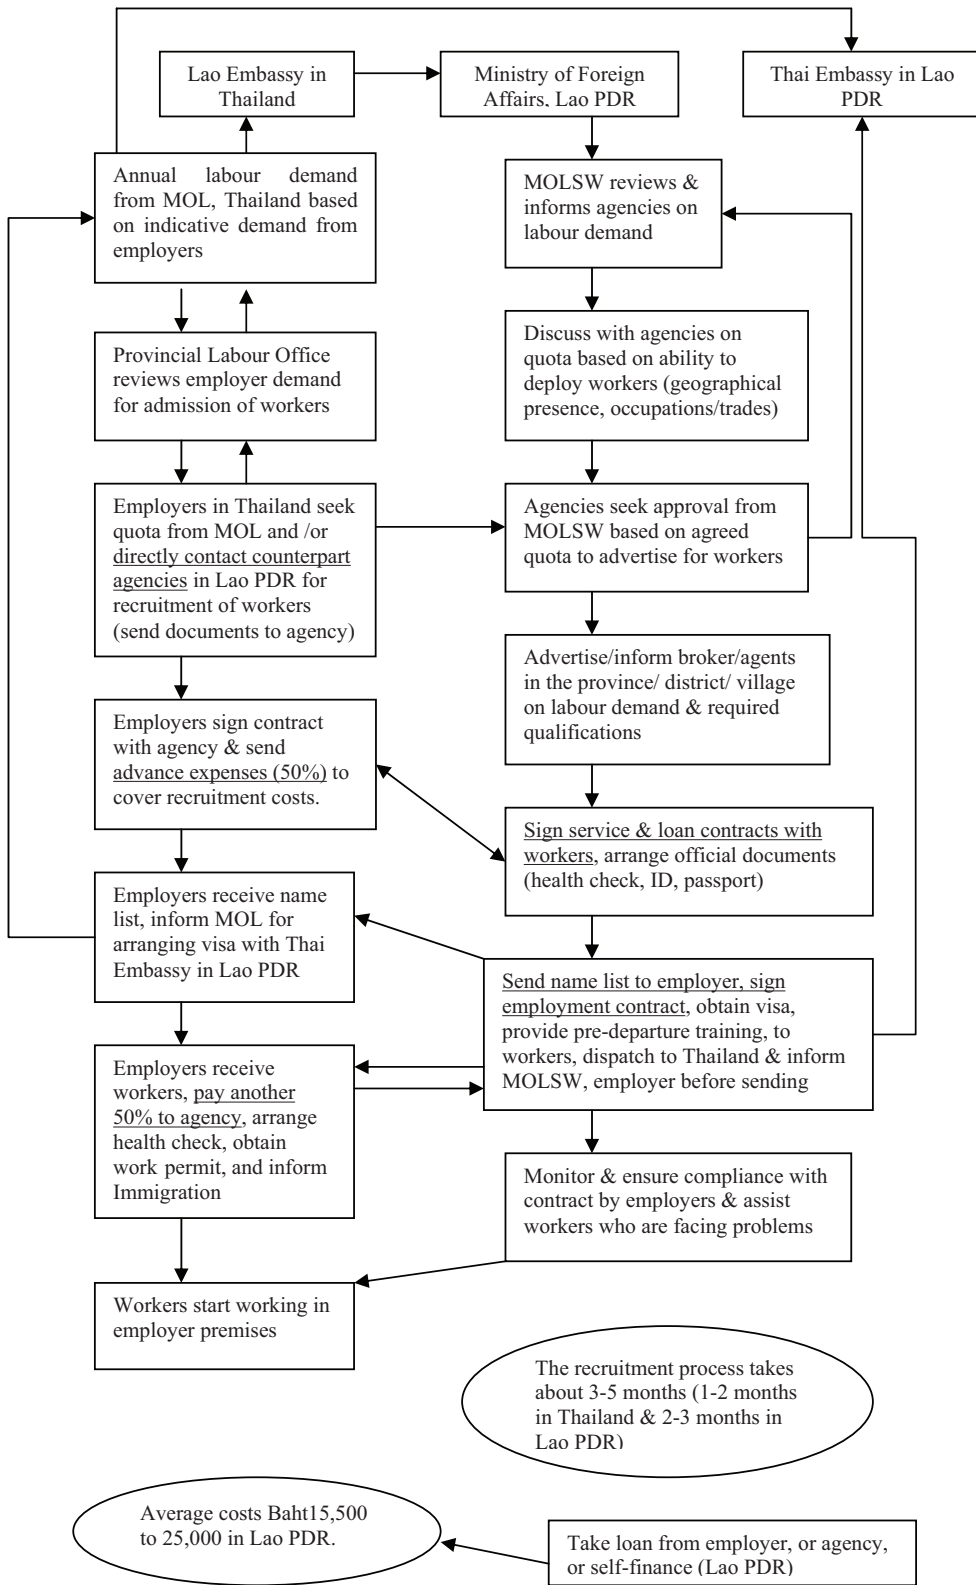 Lao Embassy in
Thailand
Ministry of Foreign
Affairs, Lao PDR
Thai Embassy in Lao
PDR
Annual labour demand
from MOL, Thailand based
on indicative demand from
employers
MOLSW reviews &
informs agencies on
labour demand
Provincial Labour Office
reviews employer demand
for admission of workers
Discuss with agencies on
quota based on ability to
deploy workers (geographical
presence, occupations/trades)
Employers in Thailand seek
quota from MOL and /or
directly contact counterpart
agencies in Lao PDR for
recruitment of workers
(send documents to agency)
Agencies seek approval from
MOLSW based on agreed
quota to advertise for workers
Advertise/inform broker/agents
in the province/ district/ village
on labour demand & required
qualifications
Employers sign contract
with agency & send
advance expenses (50%) to
cover recruitment costs.
Sign service & loan contracts with
workers, arrange official documents
(health check, ID, passport)
Employers receive name
list, inform MOL for
arranging visa with Thai
Embassy in Lao PDR
Send name list to employer, sign
employment contract, obtain visa,
provide pre-departure training, to
workers, dispatch to Thailand & inform
MOLSW, employer before sending
Employers receive
workers, pay another
50% to agency, arrange
health check, obtain
work permit, and inform
Immigration
Monitor & ensure compliance with
contract by employers & assist
workers who are facing problems
Workers start working in
employer premises
The recruitment process takes
about 3-5 months (1-2 months
in Thailand & 2-3 months in
Lao PDR)
Average costs Baht15,500
to 25,000 in Lao PDR.
Take loan from employer, or agency,
or self-finance (Lao PDR)